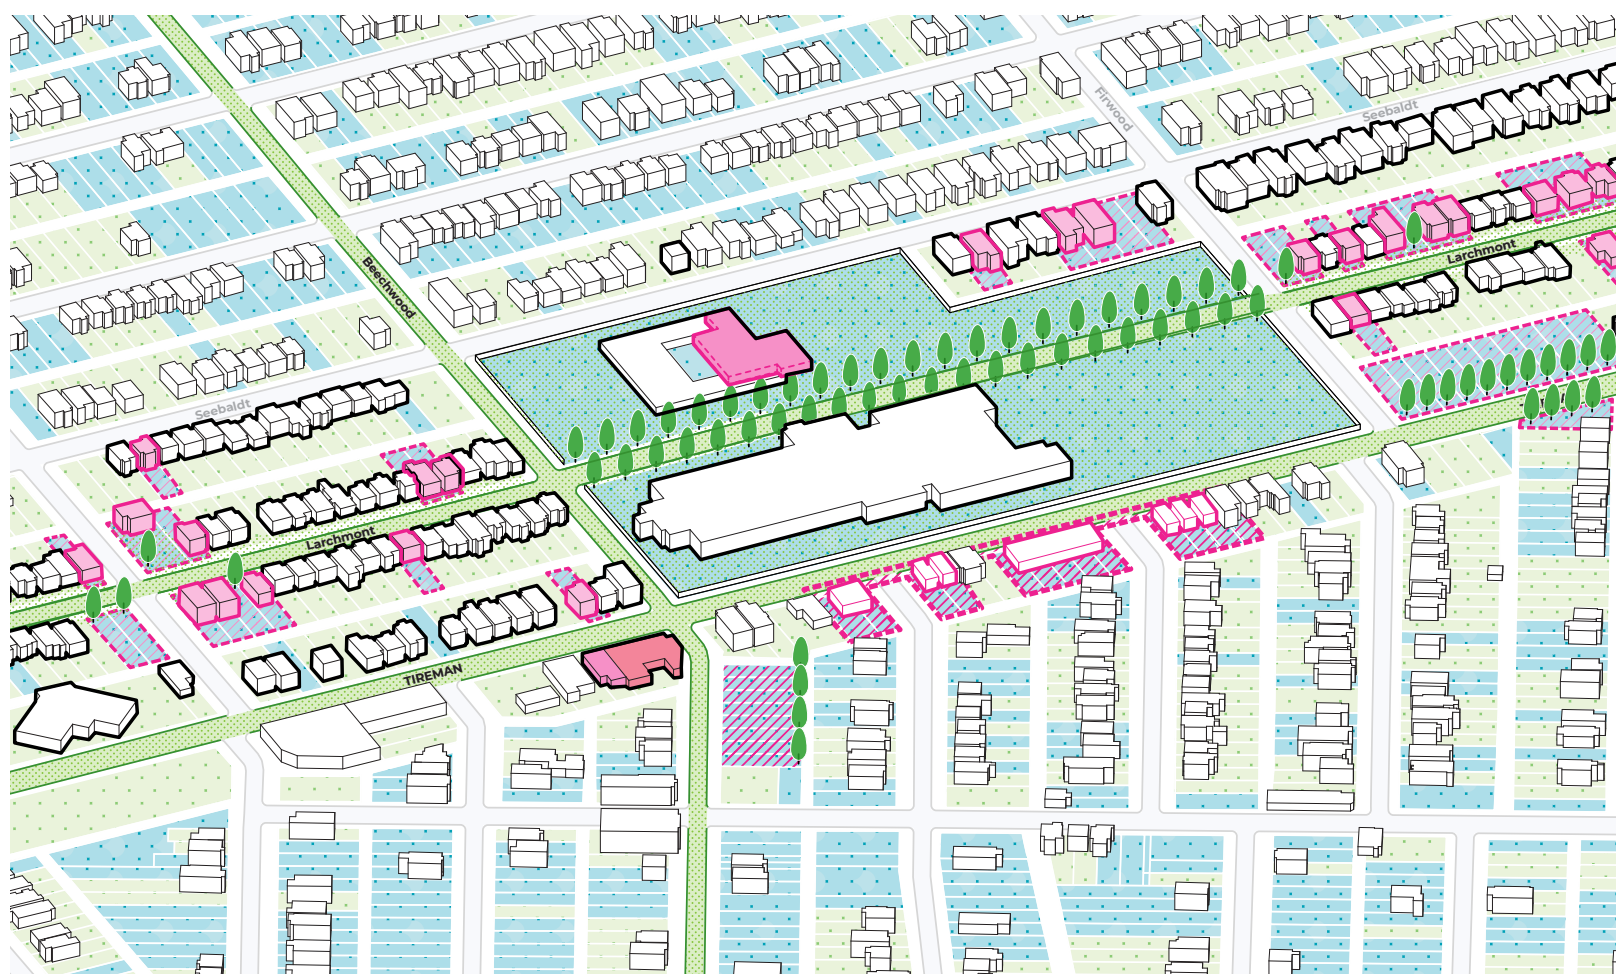 Firwood
Seebaldt
Larchmont
Beechwood
Seebaldt
Larchmont
TIREMAN